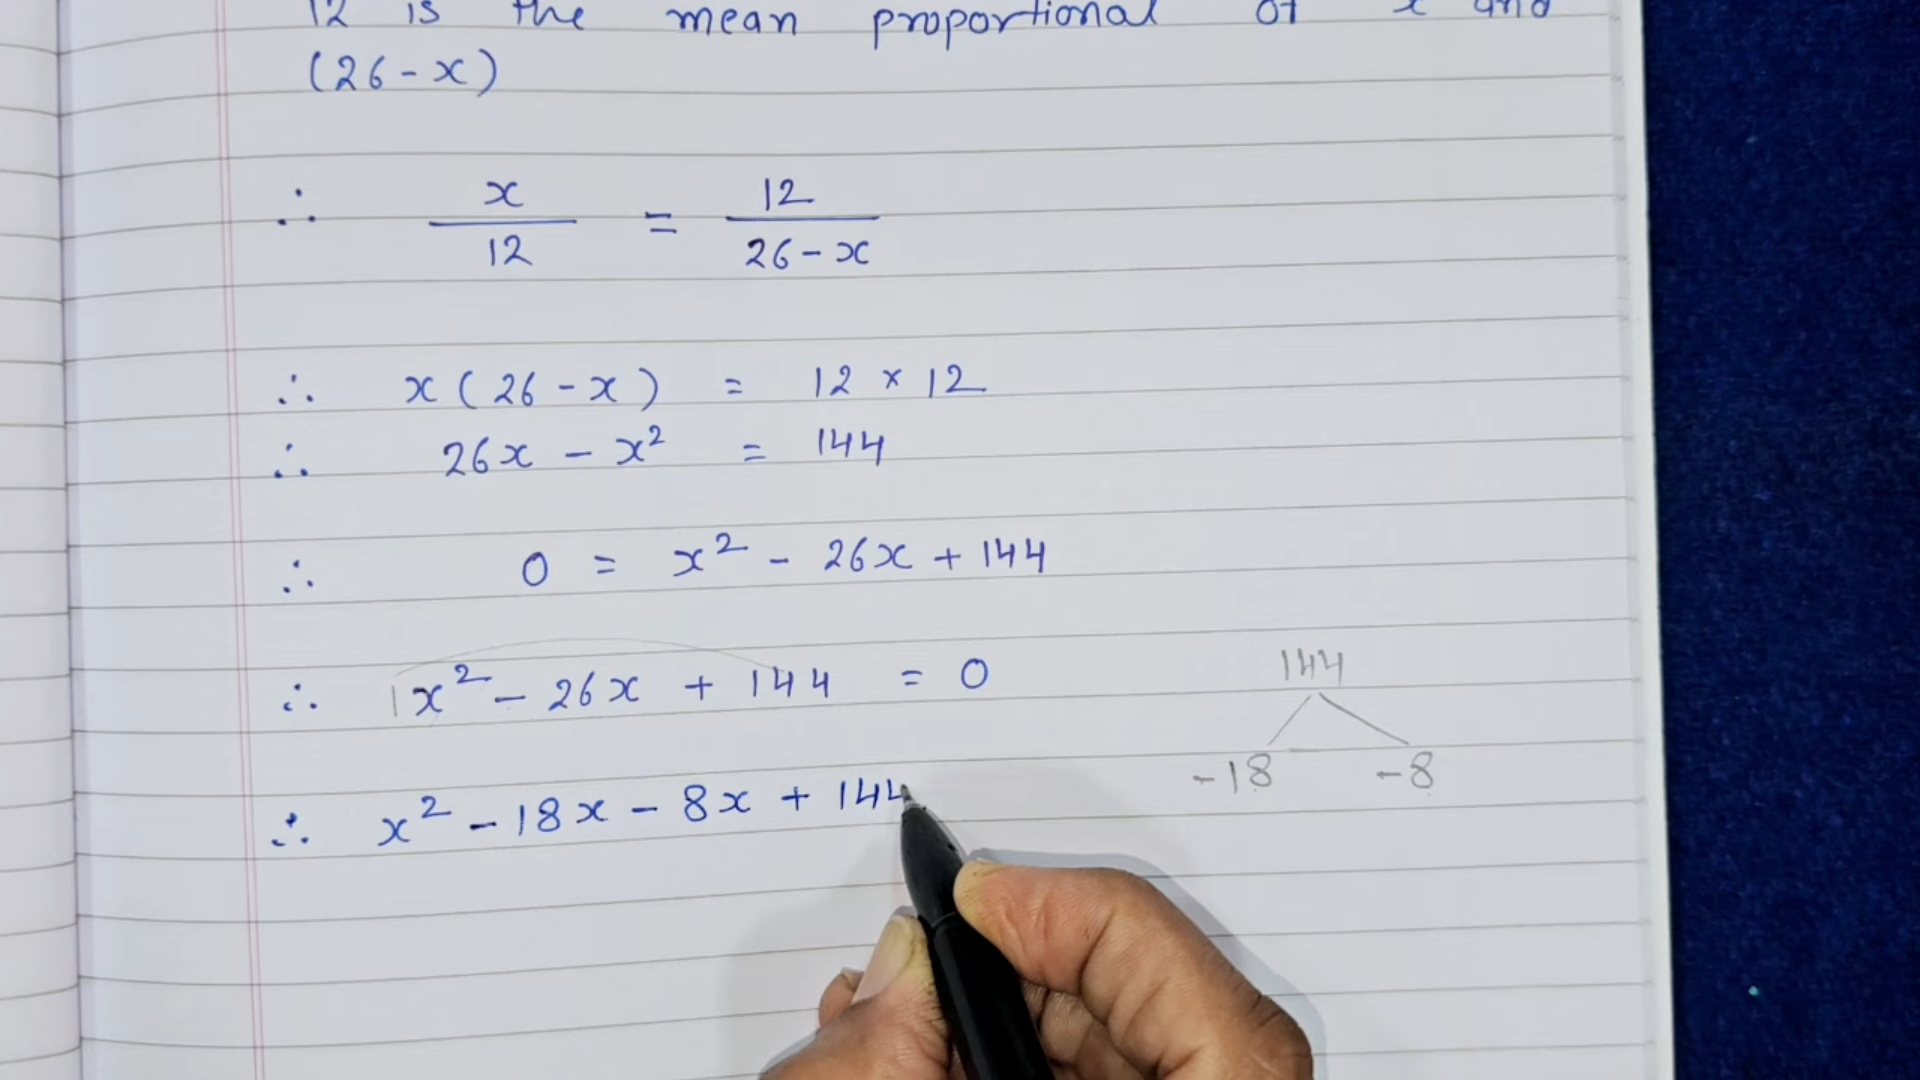 12 is the mean proportional of x and
(26 - x)
∴ x/12 = 12/(26 - x)
∴ x(26 - x) = 12 × 12
∴ 26x - x² = 144
∴ 0 = x² - 26x + 144
∴ 1x² - 26x + 144 = 0
144
-18 -8
∴ x² - 18x - 8x + 144